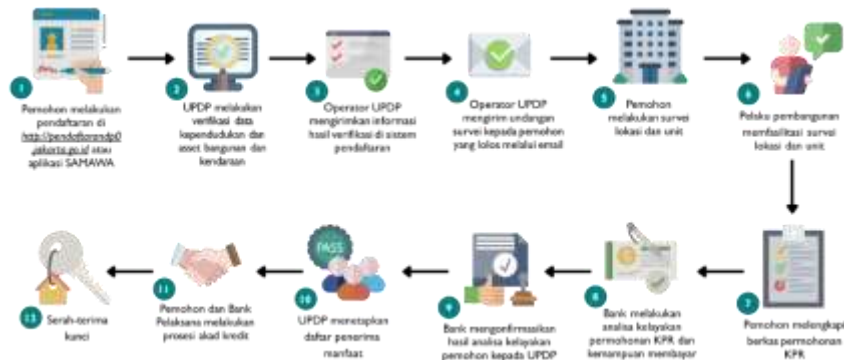 1
Pemohon melakukan
pendaftaran di
http://pendaftarandp0
.jakarta.go.id atau
aplikasi SAMAWA
2
UPDP melakukan
verifikasi data
kependudukan dan
asset bangunan dan
kendaraan
3
Operator UPDP
mengirimkan informasi
hasil verifikasi di sistem
pendaftaran
4
Operator UPDP
mengirim undangan
survei kepada pemohon
yang lolos melalui email
5
Pemohon
melakukan survei
lokasi dan unit
6
Pelaku pembangunan
memfasilitasi survei
lokasi dan unit
7
Pemohon melengkapi
berkas permohonan
KPR
8
Bank melakukan
analisa kelayakan
permohonan KPR dan
kemampuan membayar
9
Bank mengonfirmasikan
hasil analisa kelayakan
pemohon kepada UPDP
PASS
10
UPDP menetapkan
daftar penerima
manfaat
11
Pemohon dan Bank
Pelaksana melakukan
prosesi akad kredit
12
Serah-terima
kunci